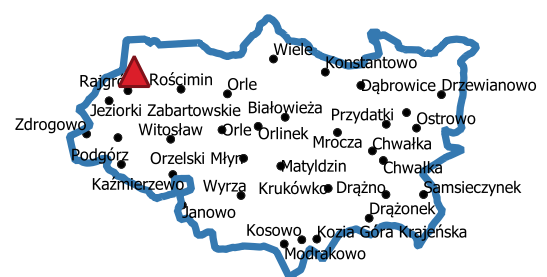 Wiele
Konstantowo
Rajgró
Rościmin
Orle
Dąbrowice
Drzewianowo
Jeziorki Zabartowskie
Białowieża
Przydatki
Ostrowo
Zdrogowo
Witosław
Orle
Orlinek
Mrocza
Chwałka
Podgórz
Orzelski Młyn
Matyldzin
Chwałka
Kaźmierzewo
Wyrza
Krukówko
Drążno
Samsieczynek
Janowo
Drążonek
Kosowo
Kozia Góra Krajeńska
Modrakowo